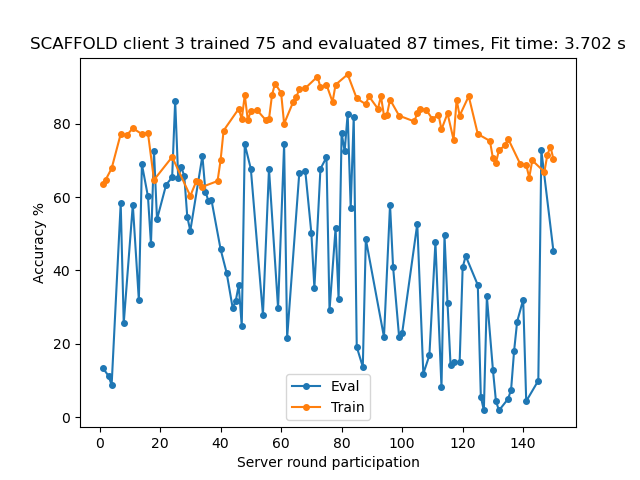 SCAFFOLD client 3 trained 75 and evaluated 87 times, Fit time: 3.702 s
Accuracy %
80
60
40
20
0
Eval
Train
0 20 40 60 80 100 120 140
Server round participation